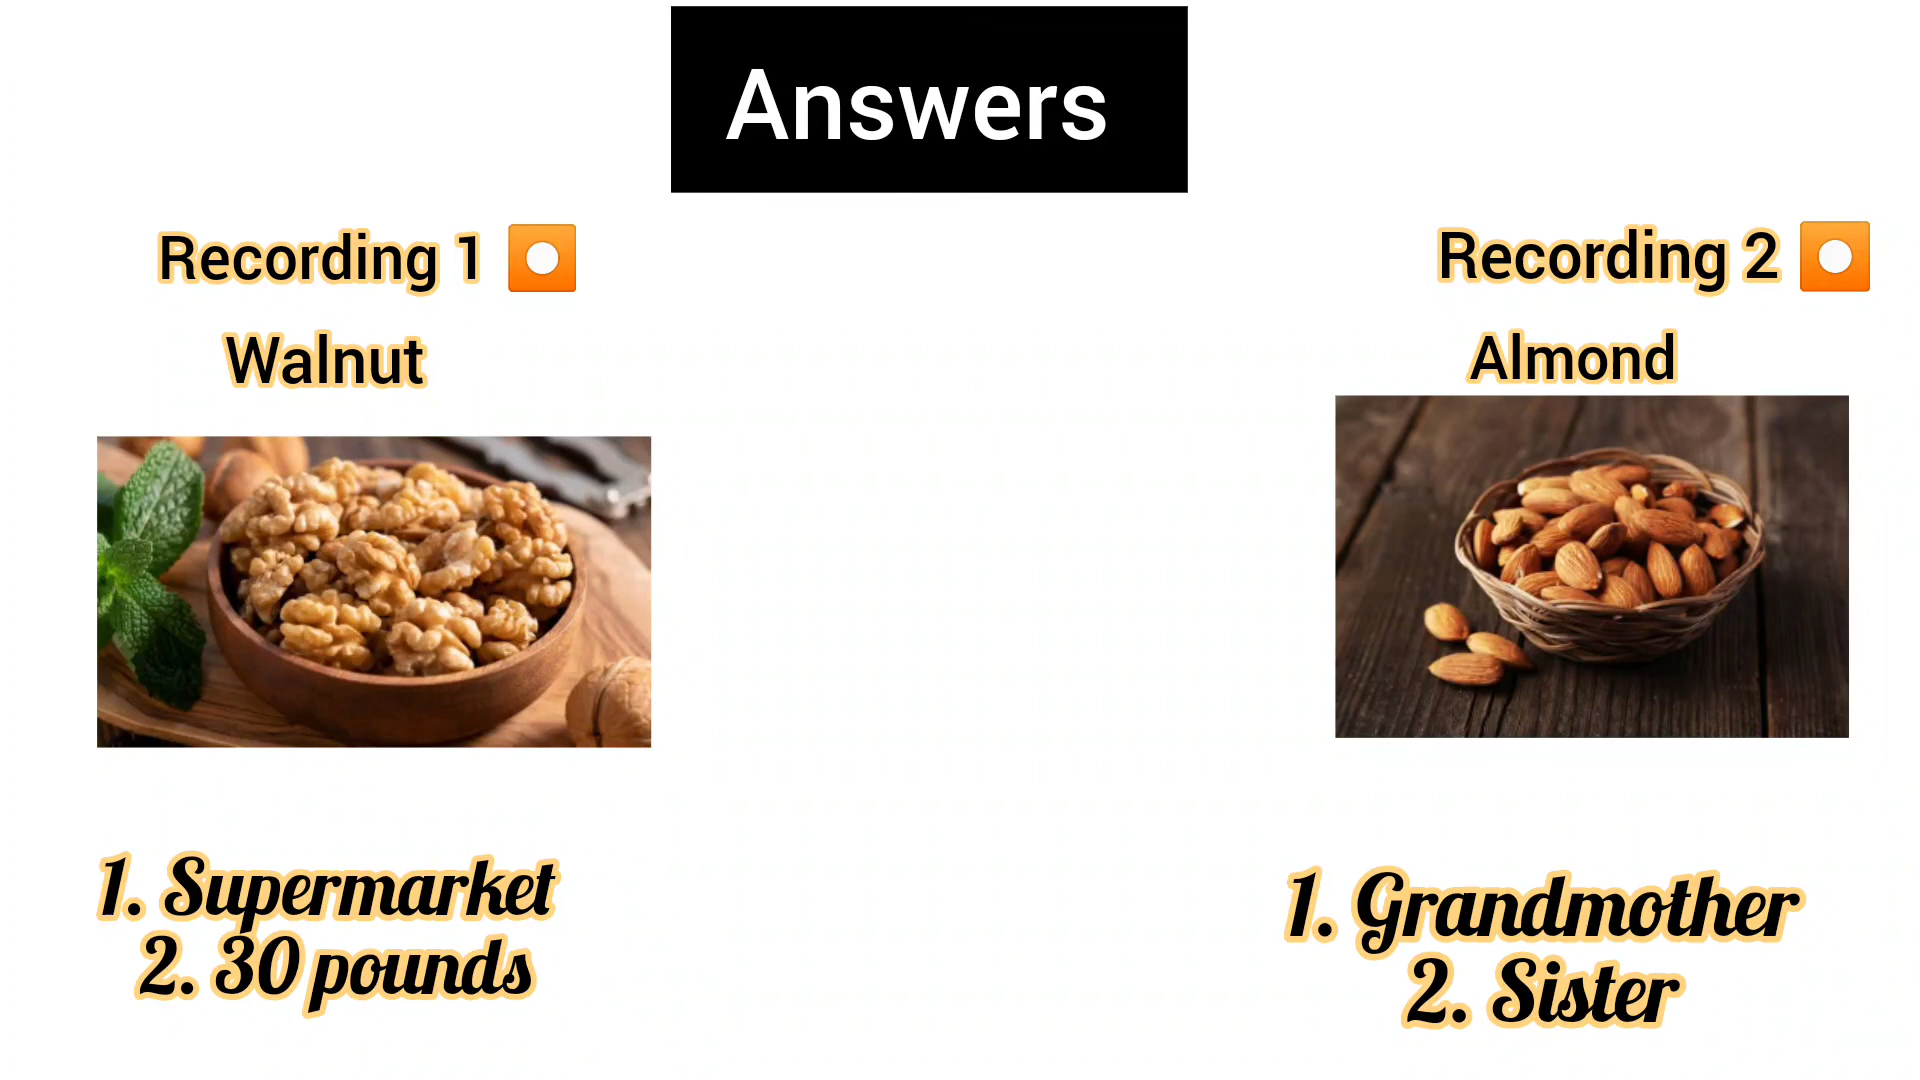 Answers
Recording 1
Walnut
1. Supermarket
2. 30 pounds
Recording 2
Almond
1. Grandmother
2. Sister